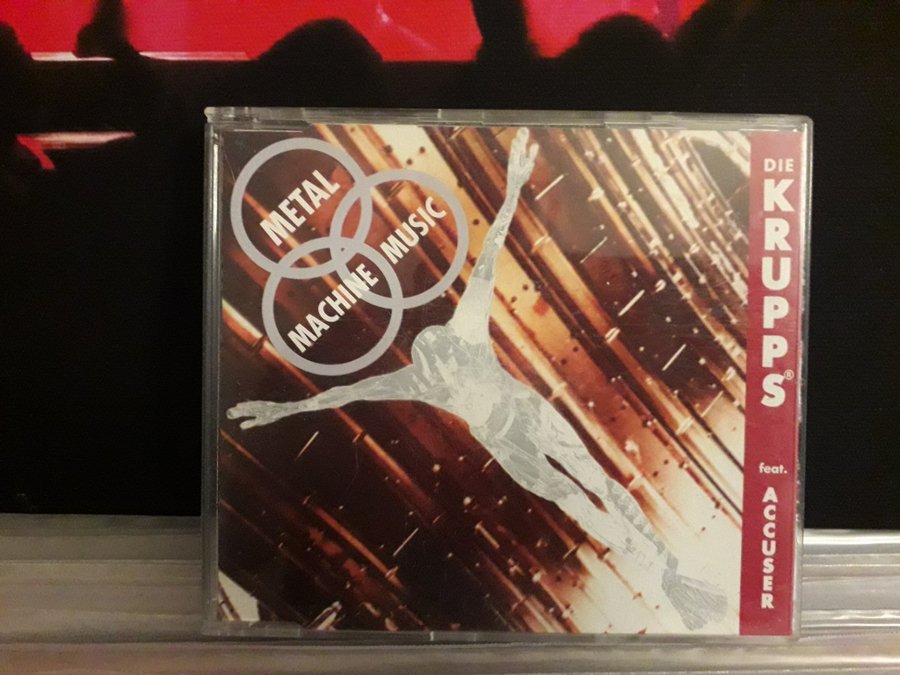 METAL
MUSIC
MACHINE
DIE
KRUPPS®
feat.
ACCUSER